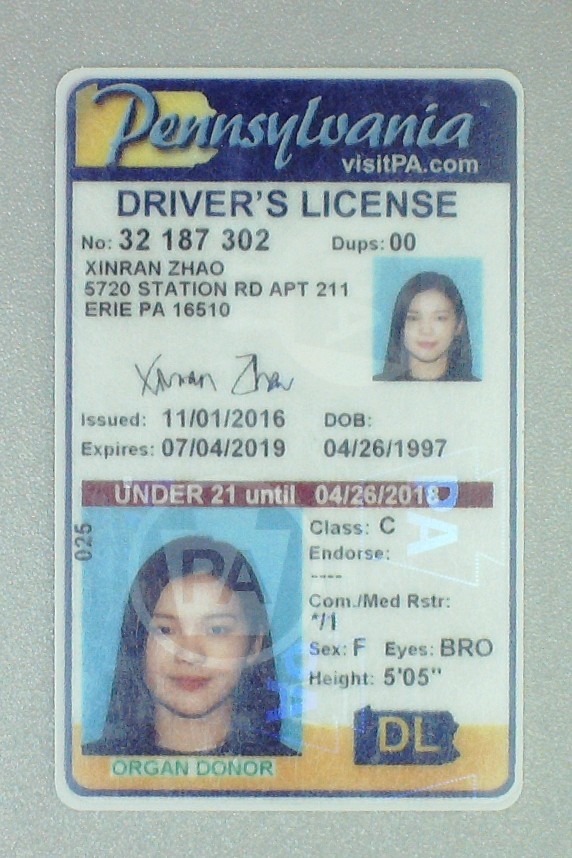 Pennsylvania
visitPA.com
DRIVER'S LICENSE
No: 32 187 302 Dups: 00
XINRAN ZHAO
5720 STATION RD APT 211
ERIE PA 16510
Xinran Zhao
Issued: 11/01/2016 DOB:
Expires: 07/04/2019 04/26/1997
UNDER 21 until 04/26/2018
025
PA
Class: C
PA
Endorse:
----
Com./Med Rstr:
*/1
Sex: F Eyes: BRO
Height: 5'05"
PA
DL
ORGAN DONOR